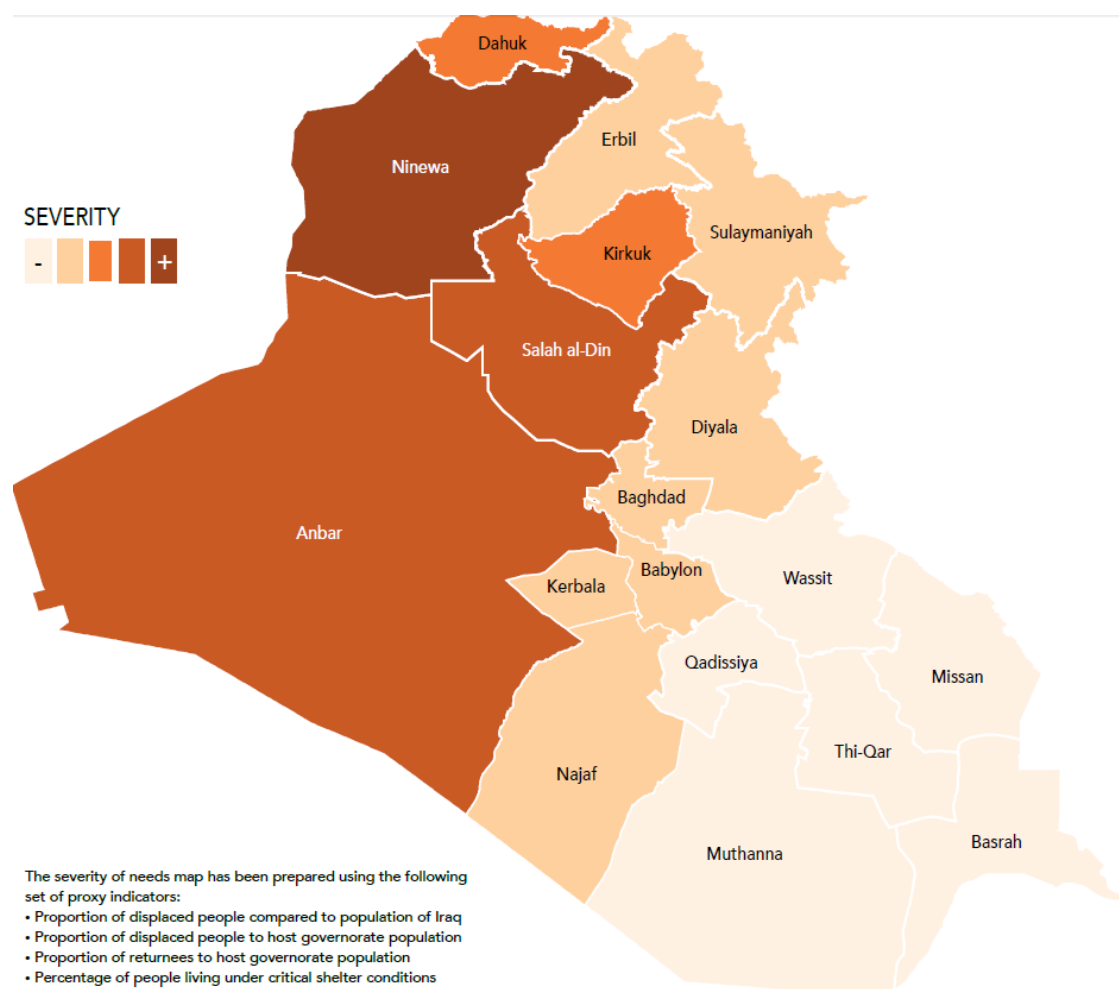 Dahuk
Erbil
Ninewa
SEVERITY
Sulaymaniyah
Kirkuk
- +
Salah al-Din
Diyala
Baghdad
Anbar
Babylon
Wassit
Kerbala
Qadissiya
Missan
Thi-Qar
Najaf
Basrah
Muthanna
The severity of needs map has been prepared using the following
set of proxy indicators:
• Proportion of displaced people compared to population of Iraq
• Proportion of displaced people to host governorate population
• Proportion of returnees to host governorate population
• Percentage of people living under critical shelter conditions